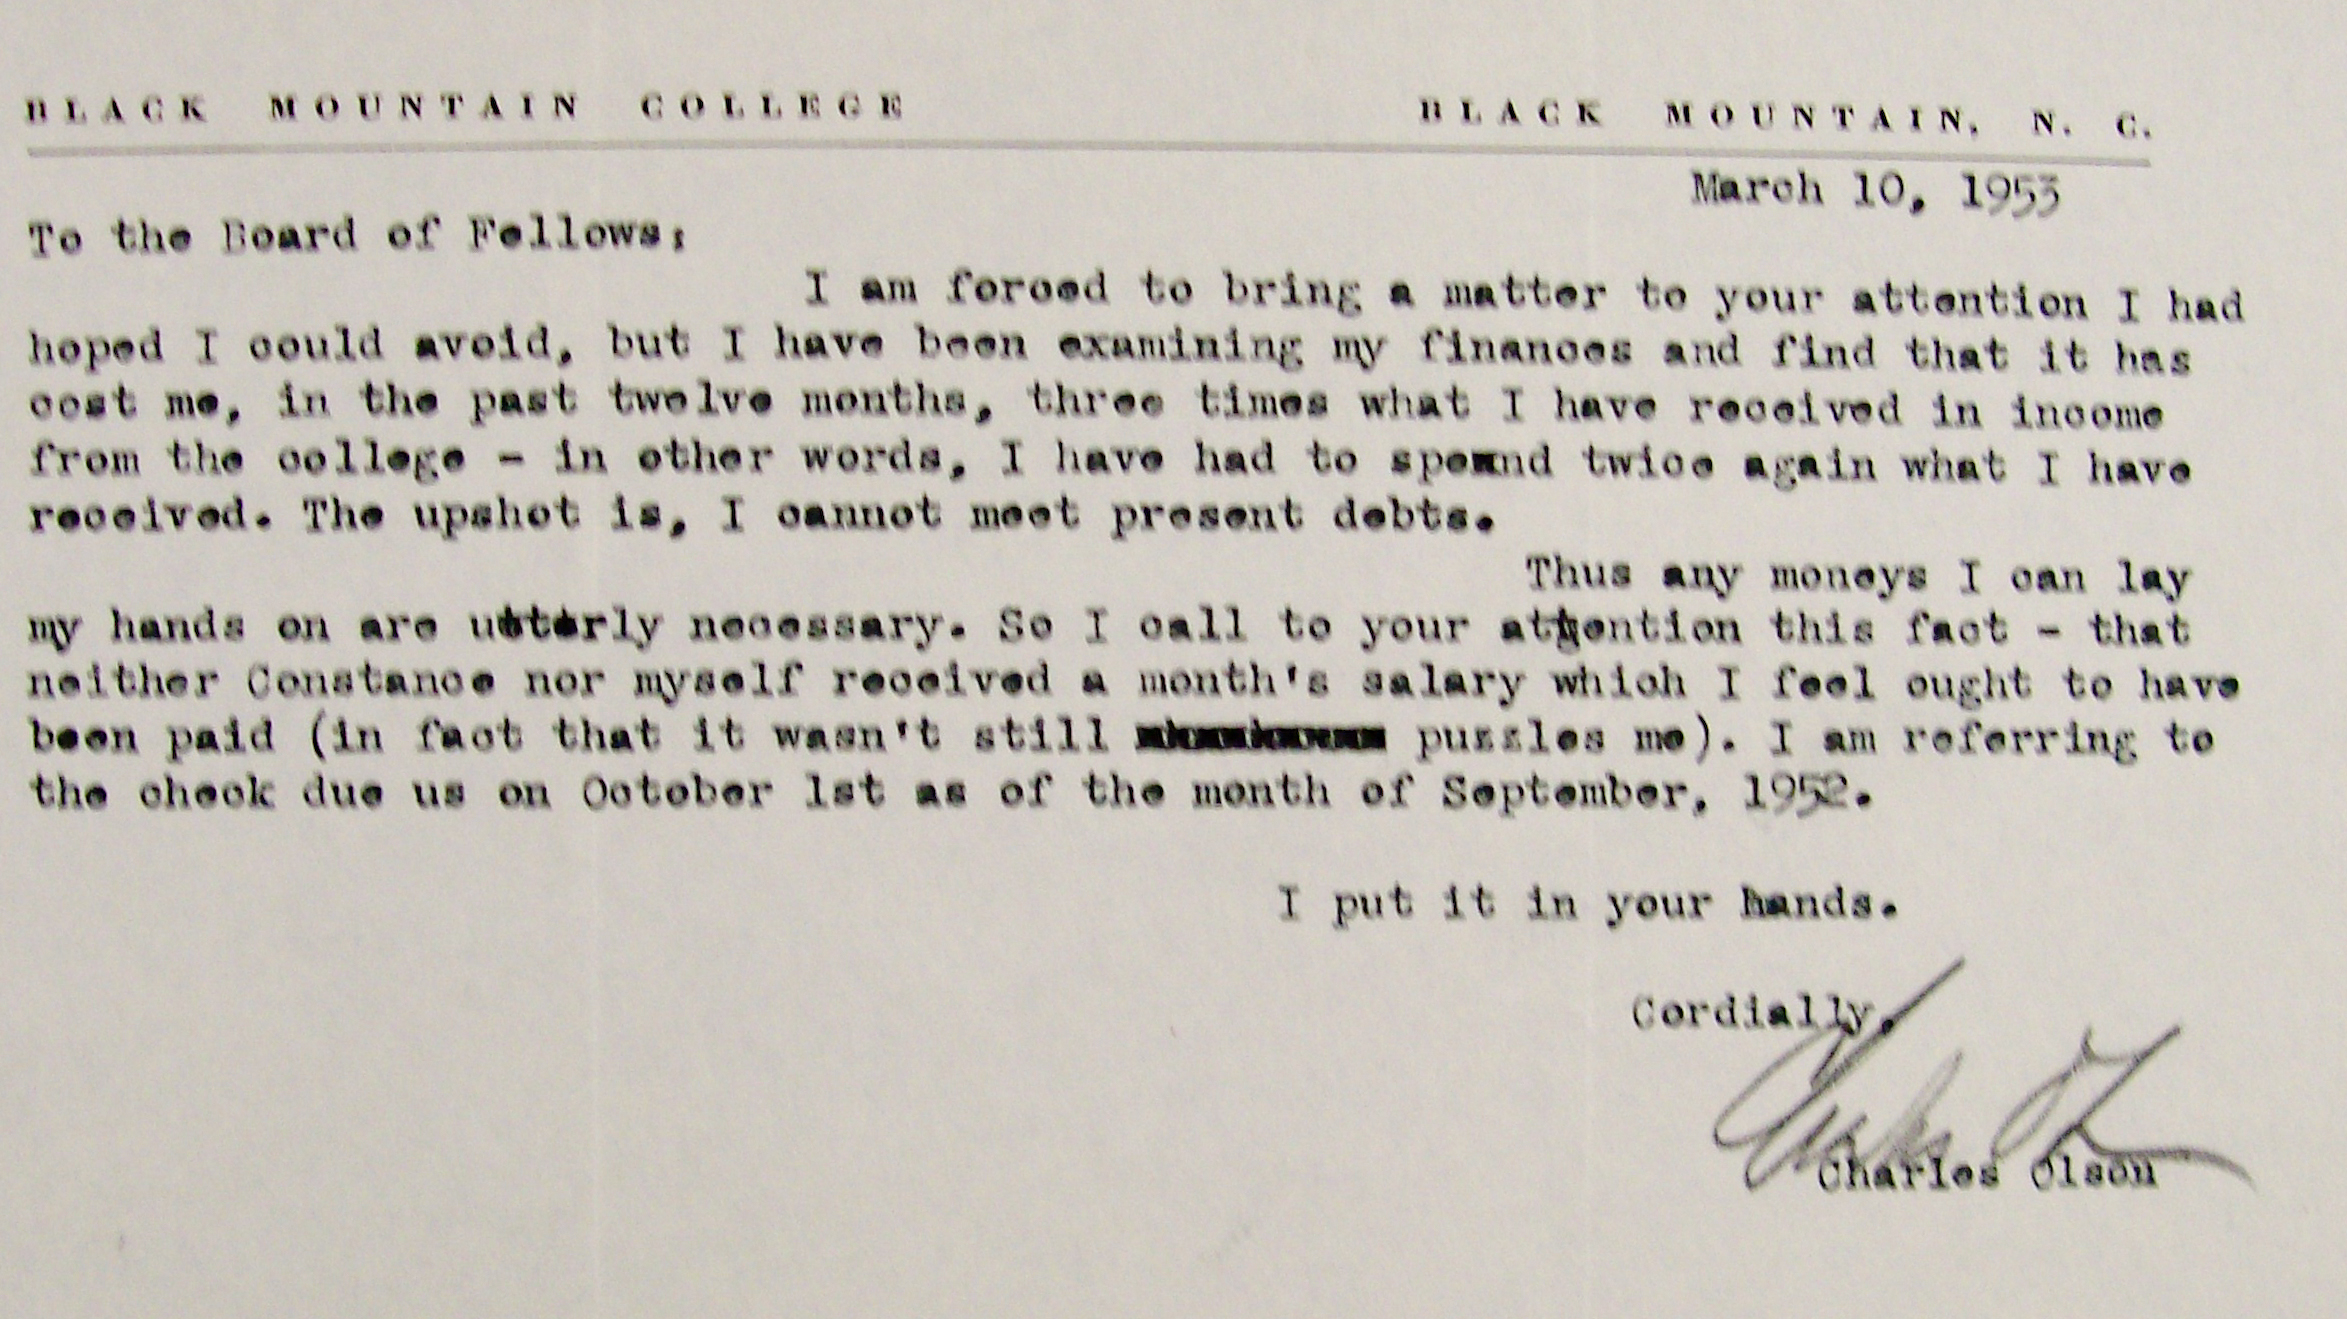 BLACK MOUNTAIN COLLEGE BLACK MOUNTAIN, N. C.
March 10, 1953
To the Board of Fellows:
I am forced to bring a matter to your attention I had
hoped I could avoid, but I have been examining my finances and find that it has
cost me, in the past twelve months, three times what I have received in income
from the college - in other words, I have had to spend twice again what I have
received. The upshot is, I cannot meet present debts.
Thus any moneys I can lay
my hands on are utterly necessary. So I call to your attention this fact - that
neither Constance nor myself received a month's salary which I feel ought to have
been paid (in fact that it wasn't still puzzles me). I am referring to
the check due us on October 1st as of the month of September, 1952.
I put it in your hands.
Cordially,
Charles Olson
Charles Olson